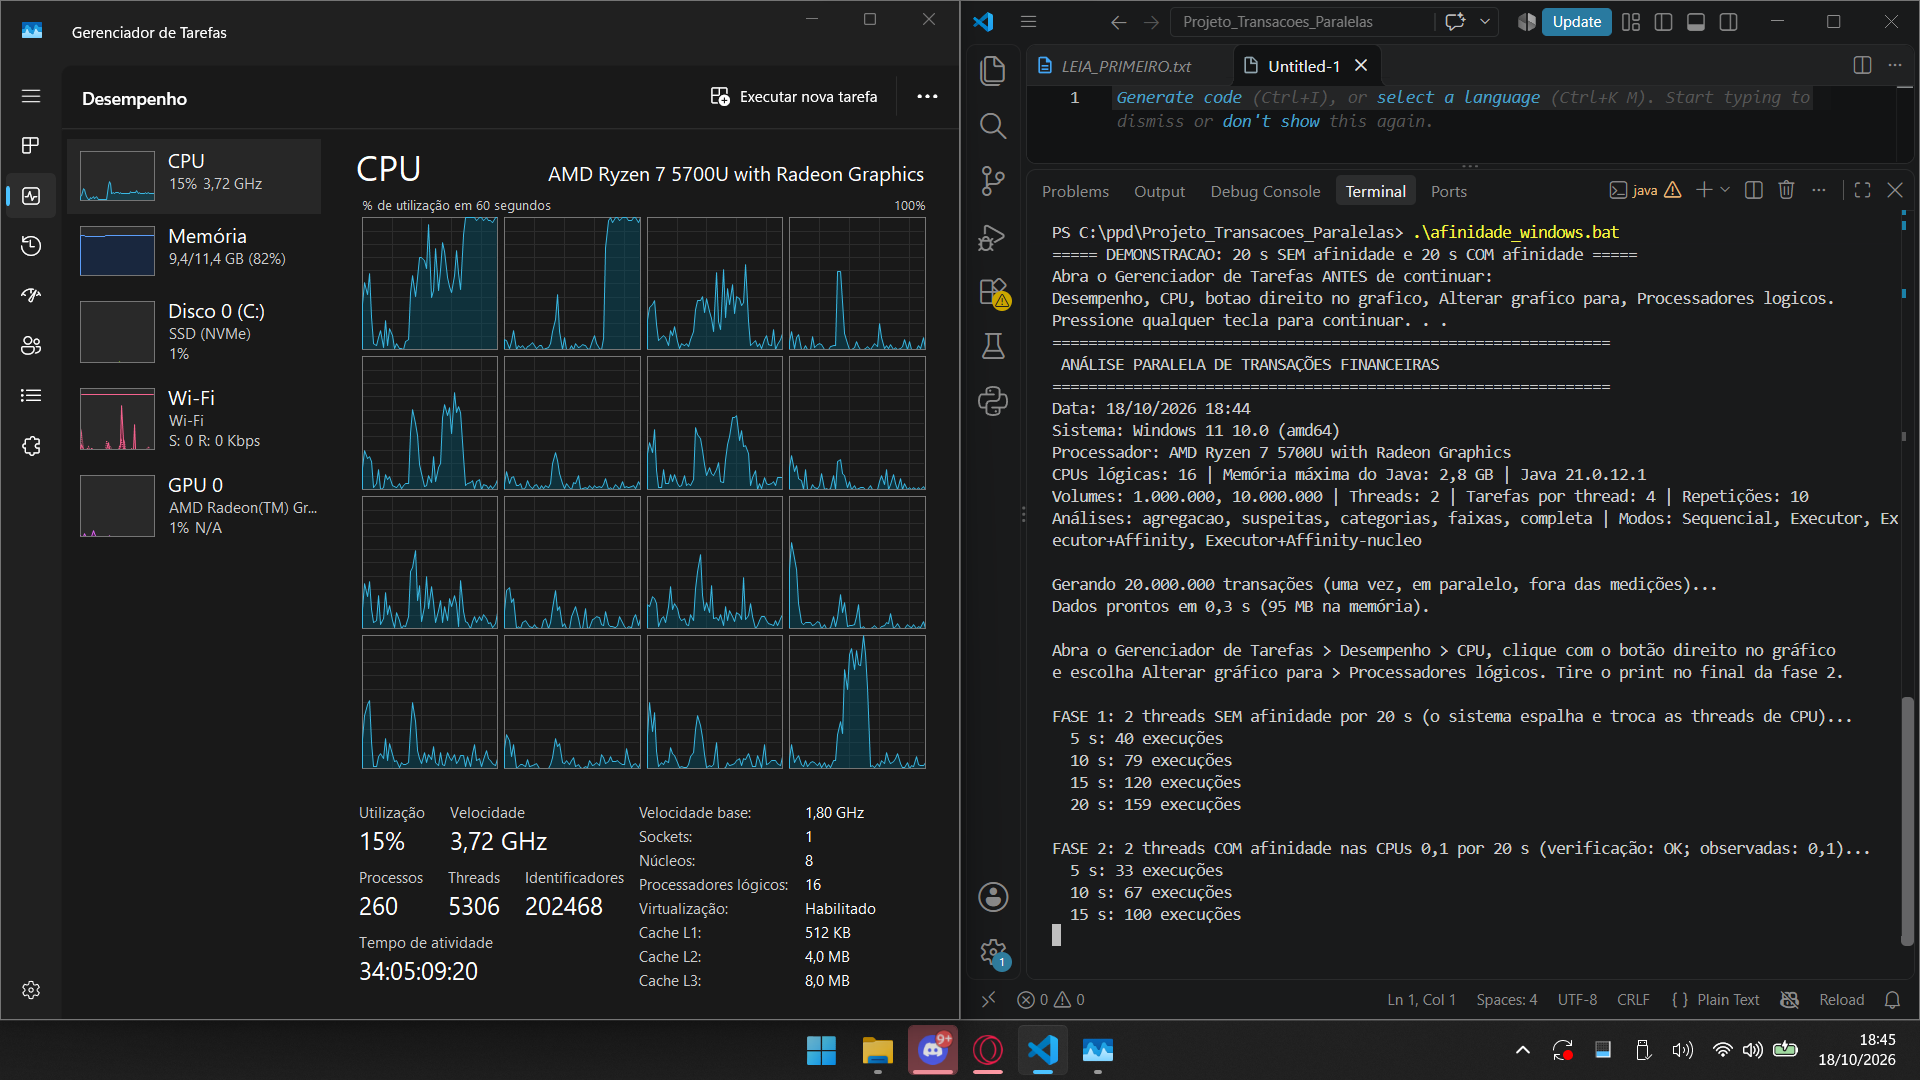 Gerenciador de Tarefas
Desempenho
Executar nova tarefa
CPU
15% 3,72 GHz
Memória
9,4/11,4 GB (82%)
Disco 0 (C:)
SSD (NVMe)
1%
Wi-Fi
Wi-Fi
S: 0 R: 0 Kbps
GPU 0
AMD Radeon(TM) Gr...
1% N/A
CPU
AMD Ryzen 7 5700U with Radeon Graphics
% de utilização em 60 segundos
100%
Utilização
15%
Velocidade
3,72 GHz
Processos
260
Threads
5306
Identificadores
202468
Tempo de atividade
34:05:09:20
Velocidade base: 1,80 GHz
Sockets: 1
Núcleos: 8
Processadores lógicos: 16
Virtualização: Habilitado
Cache L1: 512 KB
Cache L2: 4,0 MB
Cache L3: 8,0 MB
Projeto_Transacoes_Paralelas
Update
LEIA_PRIMEIRO.txt
Untitled-1
1
Generate code (Ctrl+I), or select a language (Ctrl+K M). Start typing to
dismiss or don't show this again.
Problems
Output
Debug Console
Terminal
Ports
java
PS C:\ppd\Projeto_Transacoes_Paralelas> .\afinidade_windows.bat
===== DEMONSTRACAO: 20 s SEM afinidade e 20 s COM afinidade =====
Abra o Gerenciador de Tarefas ANTES de continuar:
Desempenho, CPU, botao direito no grafico, Alterar grafico para, Processadores logicos.
Pressione qualquer tecla para continuar. . .
==============================================================
ANÁLISE PARALELA DE TRANSAÇÕES FINANCEIRAS
==============================================================
Data: 18/10/2026 18:44
Sistema: Windows 11 10.0 (amd64)
Processador: AMD Ryzen 7 5700U with Radeon Graphics
CPUs lógicas: 16 | Memória máxima do Java: 2,8 GB | Java 21.0.12.1
Volumes: 1.000.000, 10.000.000 | Threads: 2 | Tarefas por thread: 4 | Repetições: 10
Análises: agregacao, suspeitas, categorias, faixas, completa | Modos: Sequencial, Executor, Ex
ecutor+Affinity, Executor+Affinity-nucleo
Gerando 20.000.000 transações (uma vez, em paralelo, fora das medições)...
Dados prontos em 0,3 s (95 MB na memória).
Abra o Gerenciador de Tarefas > Desempenho > CPU, clique com o botão direito no gráfico
e escolha Alterar gráfico para > Processadores lógicos. Tire o print no final da fase 2.
FASE 1: 2 threads SEM afinidade por 20 s (o sistema espalha e troca as threads de CPU)...
5 s: 40 execuções
10 s: 79 execuções
15 s: 120 execuções
20 s: 159 execuções
FASE 2: 2 threads COM afinidade nas CPUs 0,1 por 20 s (verificação: OK; observadas: 0,1)...
5 s: 33 execuções
10 s: 67 execuções
15 s: 100 execuções
1
0
0
Ln 1, Col 1
Spaces: 4
UTF-8
CRLF
{ } Plain Text
Reload
9+
18:45
18/10/2026